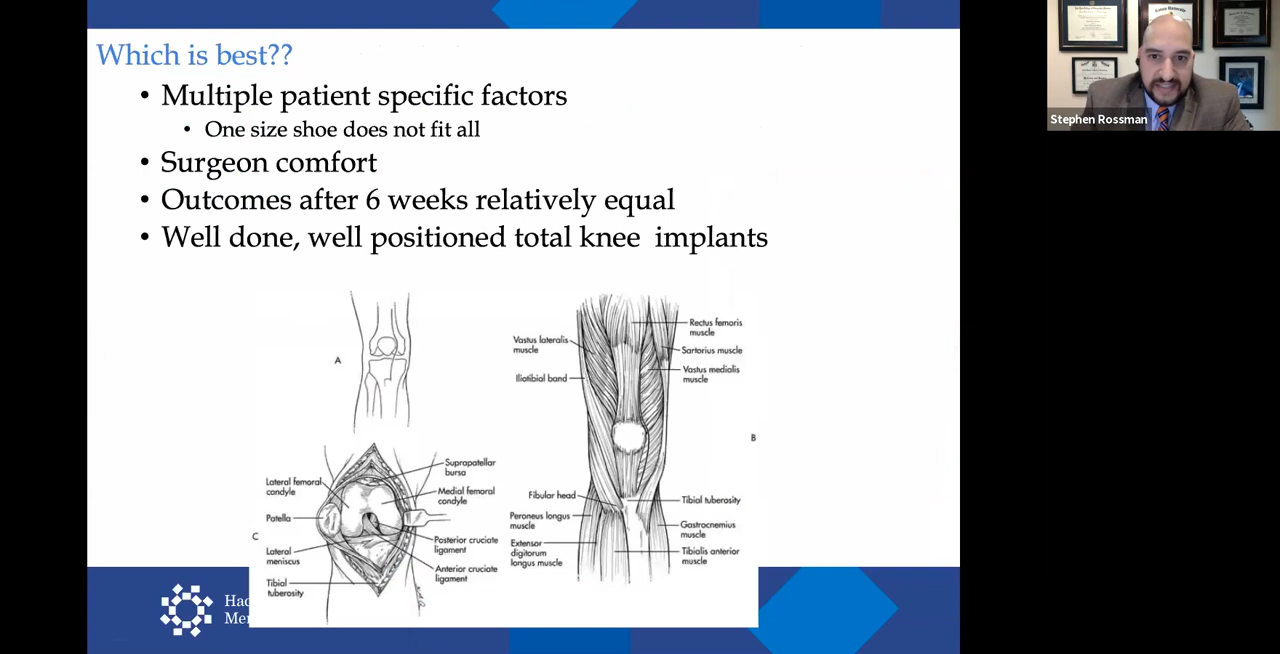 Which is best??
• Multiple patient specific factors
• One size shoe does not fit all
• Surgeon comfort
• Outcomes after 6 weeks relatively equal
• Well done, well positioned total knee implants
A
Suprapatellar
bursa
Lateral femoral
condyle
Medial femoral
condyle
Patella
C
Posterior cruciate
ligament
Lateral
meniscus
Anterior cruciate
ligament
Tibial
tuberosity
Rectus femoris
muscle
Vastus lateralis
muscle
Sartorius muscle
Vastus medialis
muscle
Iliotibial band
B
Fibular head
Tibial tuberosity
Peroneus longus
muscle
Gastrocnemius
muscle
Extensor
digitorum
longus muscle
Tibialis anterior
muscle
Stephen Rossman